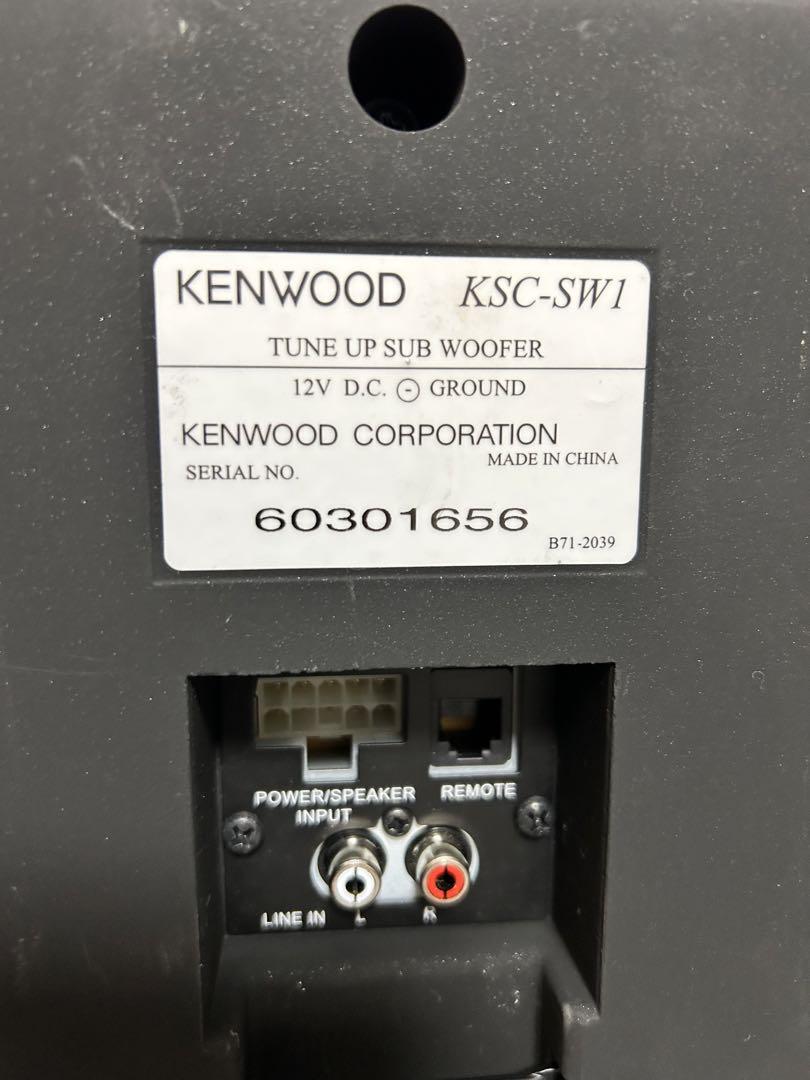 KENWOOD KSC-SW1
TUNE UP SUB WOOFER
12V D.C. ⊖ GROUND
KENWOOD CORPORATION
MADE IN CHINA
SERIAL NO.
60301656
B71-2039
POWER/SPEAKER
INPUT
REMOTE
LINE IN L R